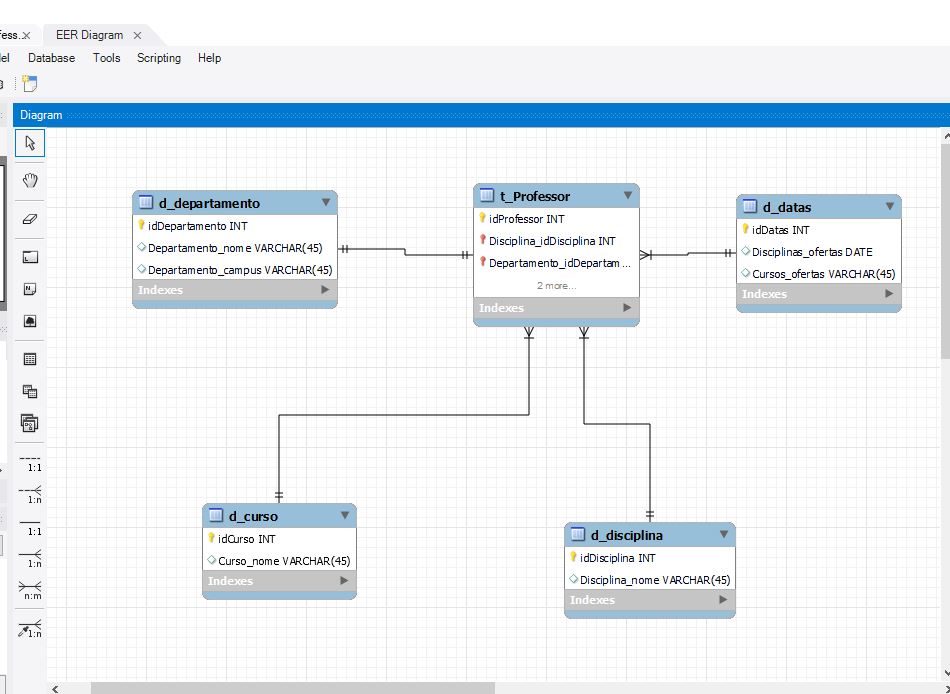 fess..
EER Diagram
Database Tools Scripting Help
Diagram
d_departamento
idDepartamento INT
Departamento_nome VARCHAR(45)
Departamento_campus VARCHAR(45)
Indexes
t_Professor
idProfessor INT
Disciplina_idDisciplina INT
Departamento_idDepartam ...
2 more...
Indexes
d_datas
idDatas INT
Disciplinas_ofertas DATE
Cursos_ofertas VARCHAR(45)
Indexes
d_curso
idCurso INT
Curso_nome VARCHAR(45)
Indexes
d_disciplina
idDisciplina INT
Disciplina_nome VARCHAR(45)
Indexes
1:1
1:n
1:1
1:n
n:m
1:n